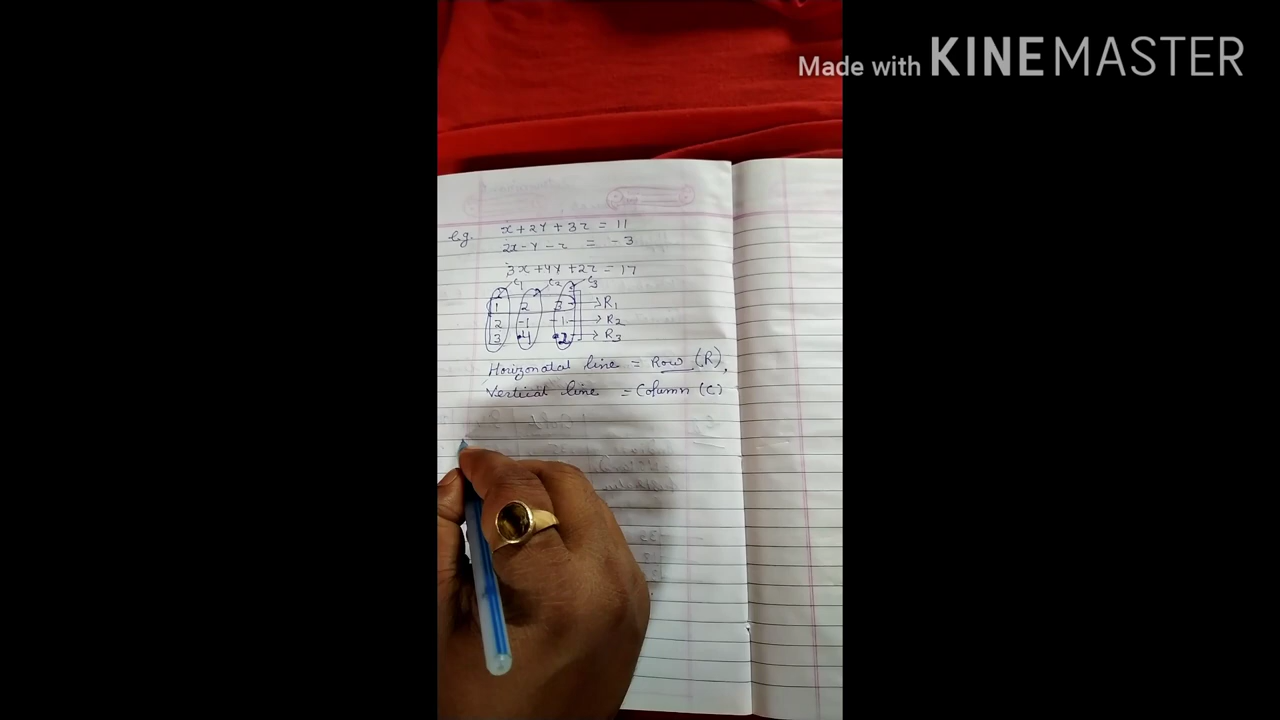 Made with KINEMASTER
e.g. x + 2y + 3z = 11
2x - y - z = -3
3x + 4y + 2z = 17
C1 C2 C3
1 2 3 → R1
2 -1 -1 → R2
3 4 2 → R3
Horizonatal line = Row (R),
Vertical line = Column (C)